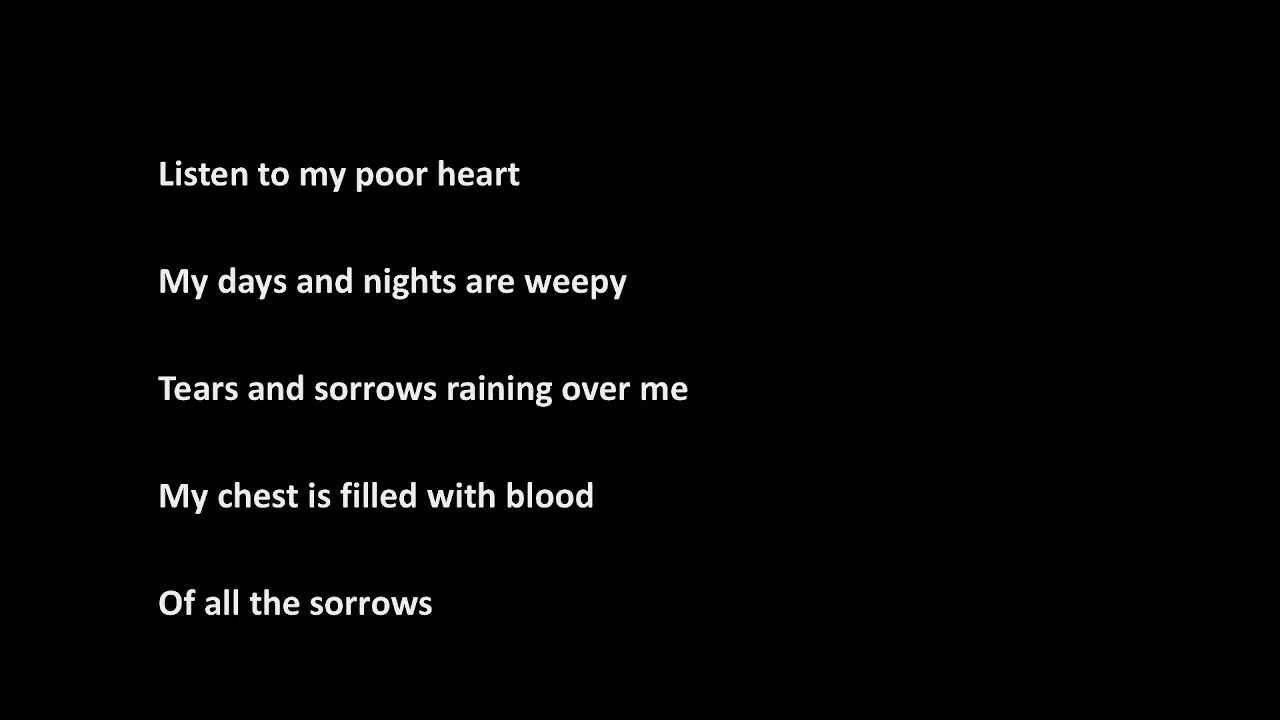 Listen to my poor heart
My days and nights are weepy
Tears and sorrows raining over me
My chest is filled with blood
Of all the sorrows